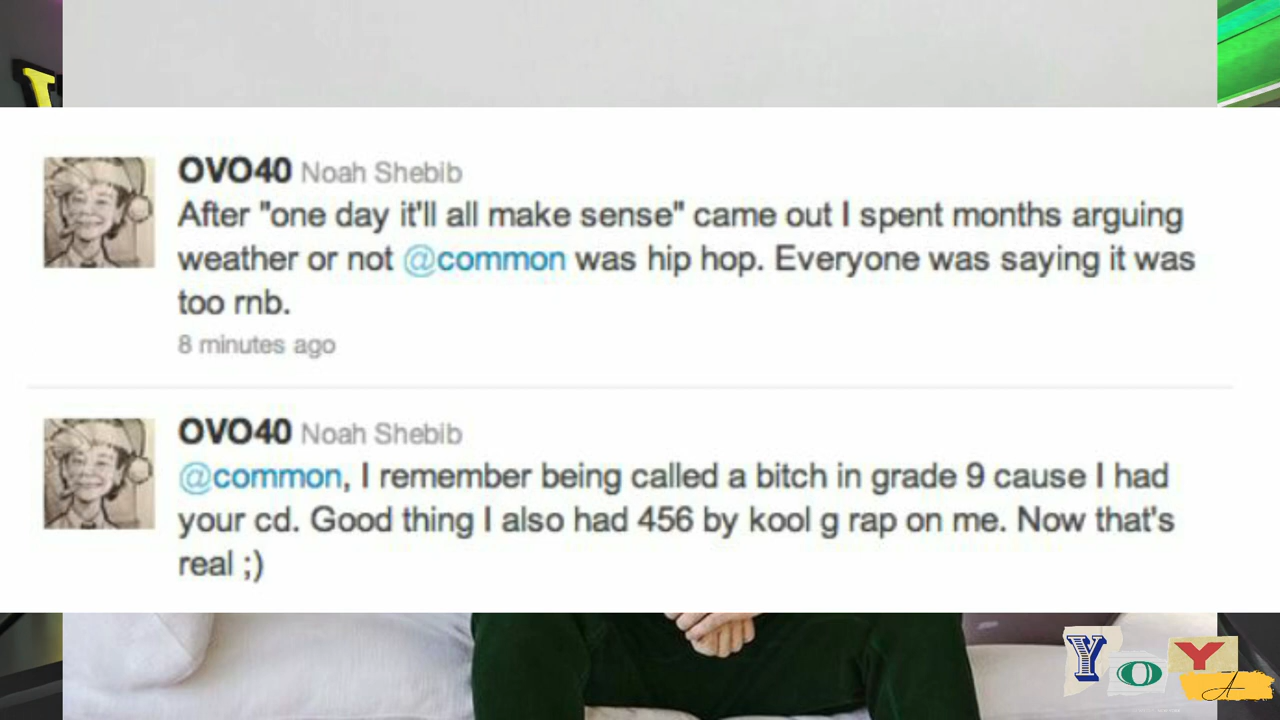 OVO40 Noah Shebib
After "one day it'll all make sense" came out I spent months arguing
weather or not @common was hip hop. Everyone was saying it was
too rnb.
8 minutes ago
OVO40 Noah Shebib
@common, I remember being called a bitch in grade 9 cause I had
your cd. Good thing I also had 456 by kool g rap on me. Now that's
real ;)
YOY
A